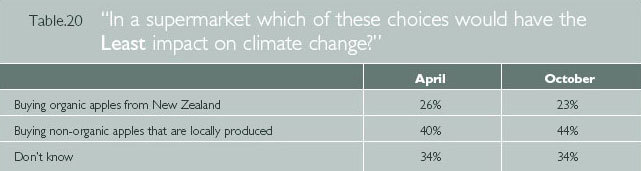 Table.20 "In a supermarket which of these choices would have the
Least impact on climate change?"
April October
Buying organic apples from New Zealand 26% 23%
Buying non-organic apples that are locally produced 40% 44%
Don't know 34% 34%